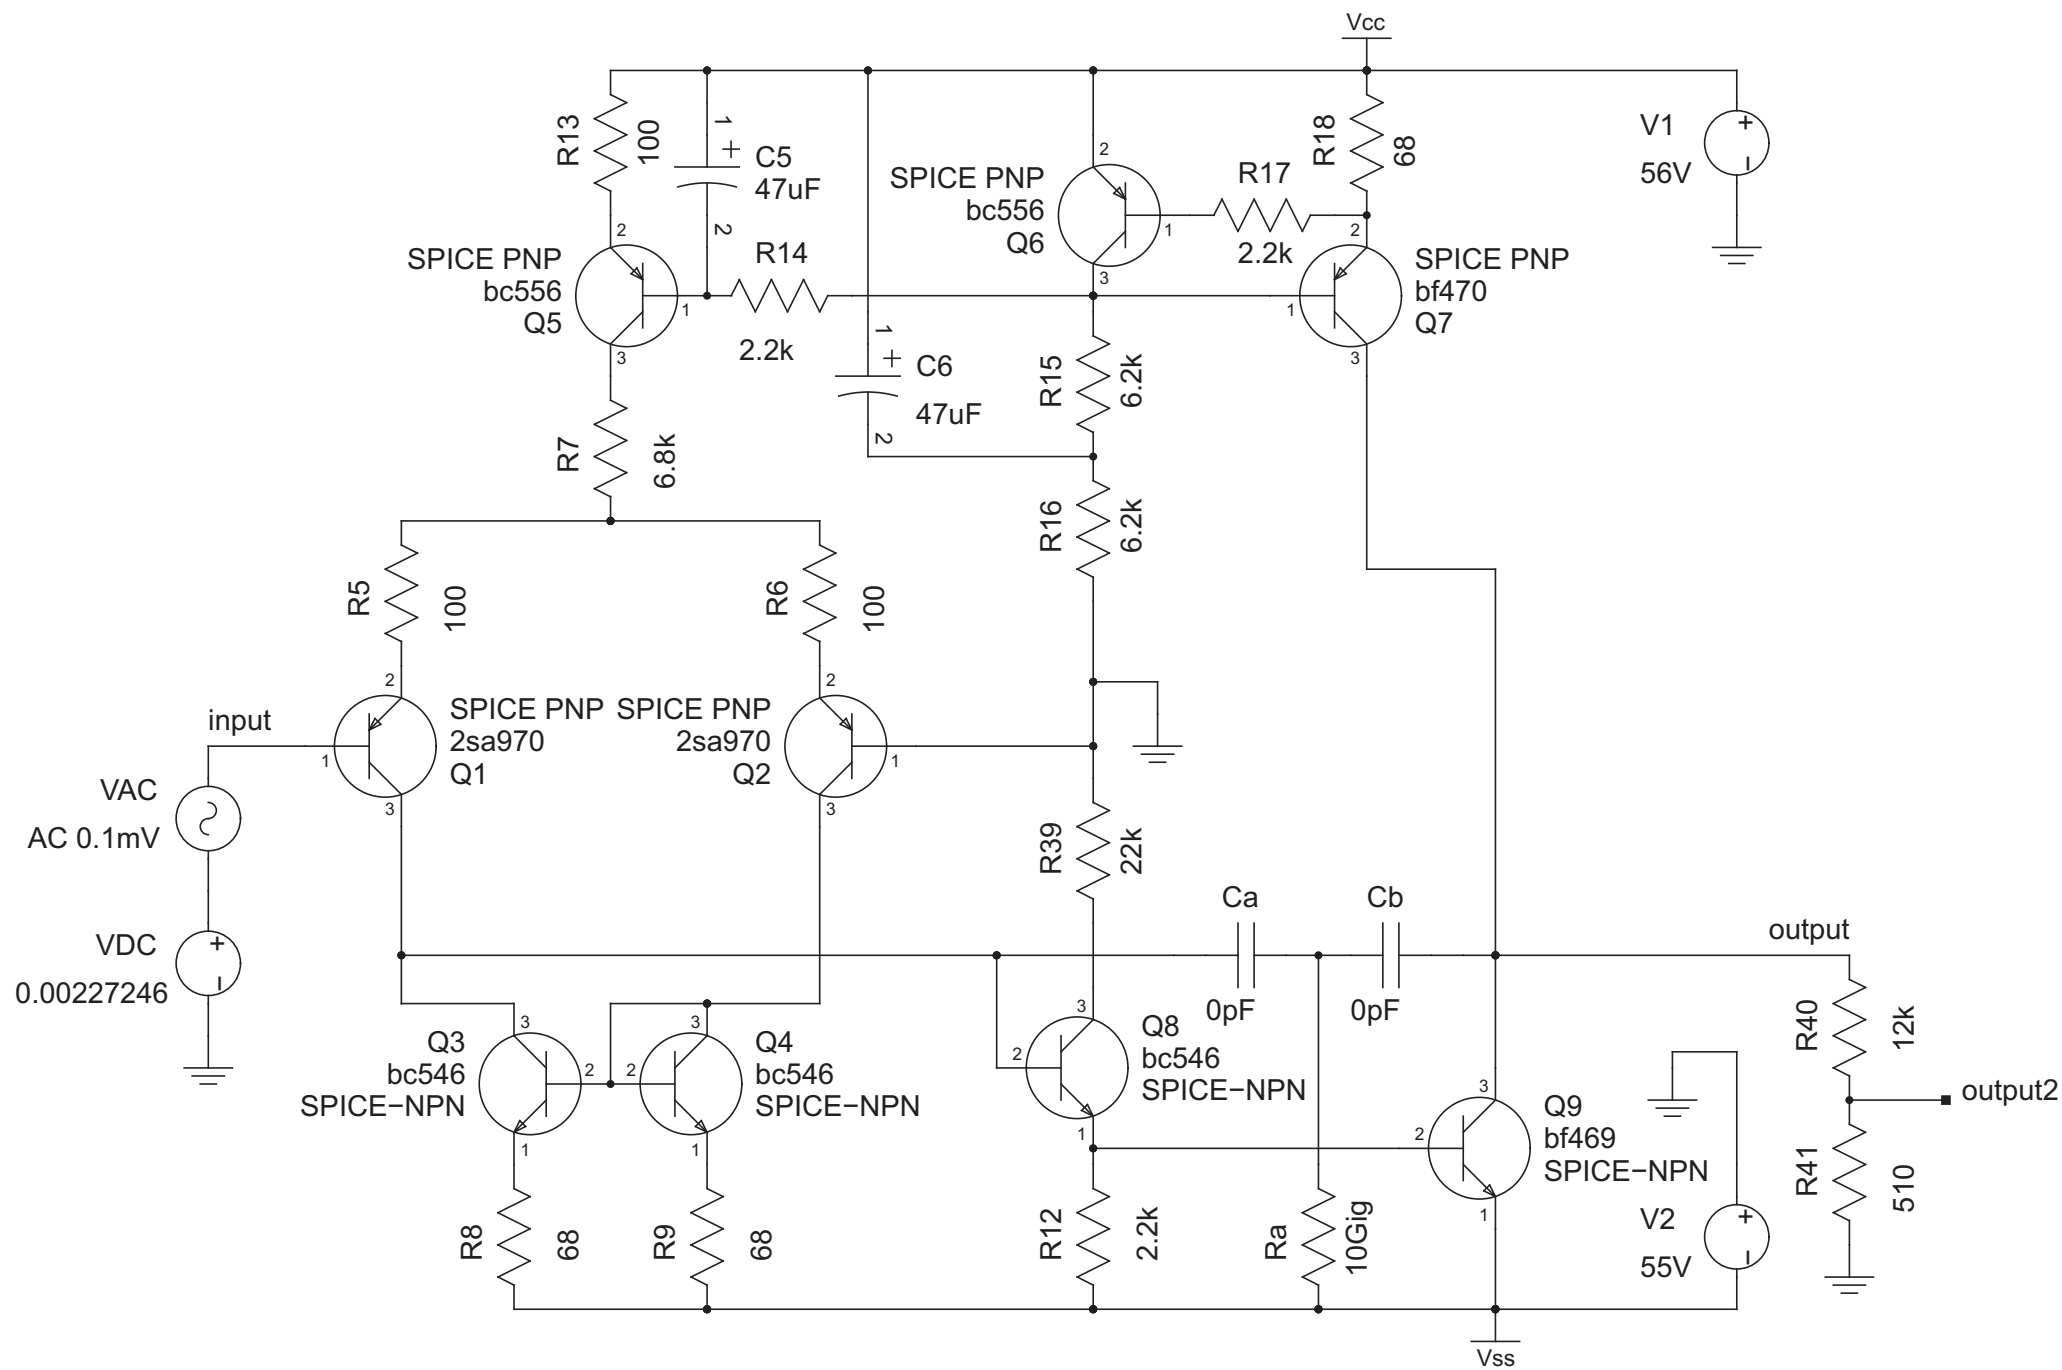 Vcc
R13
100
1
+
C5
47uF
2
SPICE PNP
bc556
Q6
2
1
3
R17
2.2k
R18
68
V1
56V
+
−
SPICE PNP
bc556
Q5
2
1
3
R14
2.2k
1
+
C6
47uF
2
SPICE PNP
bf470
Q7
2
1
3
R7
6.8k
R15
6.2k
R16
6.2k
R5
100
R6
100
input
2
1
3
SPICE PNP
2sa970
Q1
SPICE PNP
2sa970
Q2
2
1
3
VAC
AC 0.1mV
VDC
0.00227246
+
−
R39
22k
Ca
0pF
Cb
0pF
output
Q3
bc546
SPICE−NPN
3
2
1
Q4
bc546
SPICE−NPN
3
2
1
Q8
bc546
SPICE−NPN
3
2
1
Q9
bf469
SPICE−NPN
3
2
1
R40
12k
output2
R41
510
R8
68
R9
68
R12
2.2k
Ra
10Gig
V2
55V
+
−
Vss